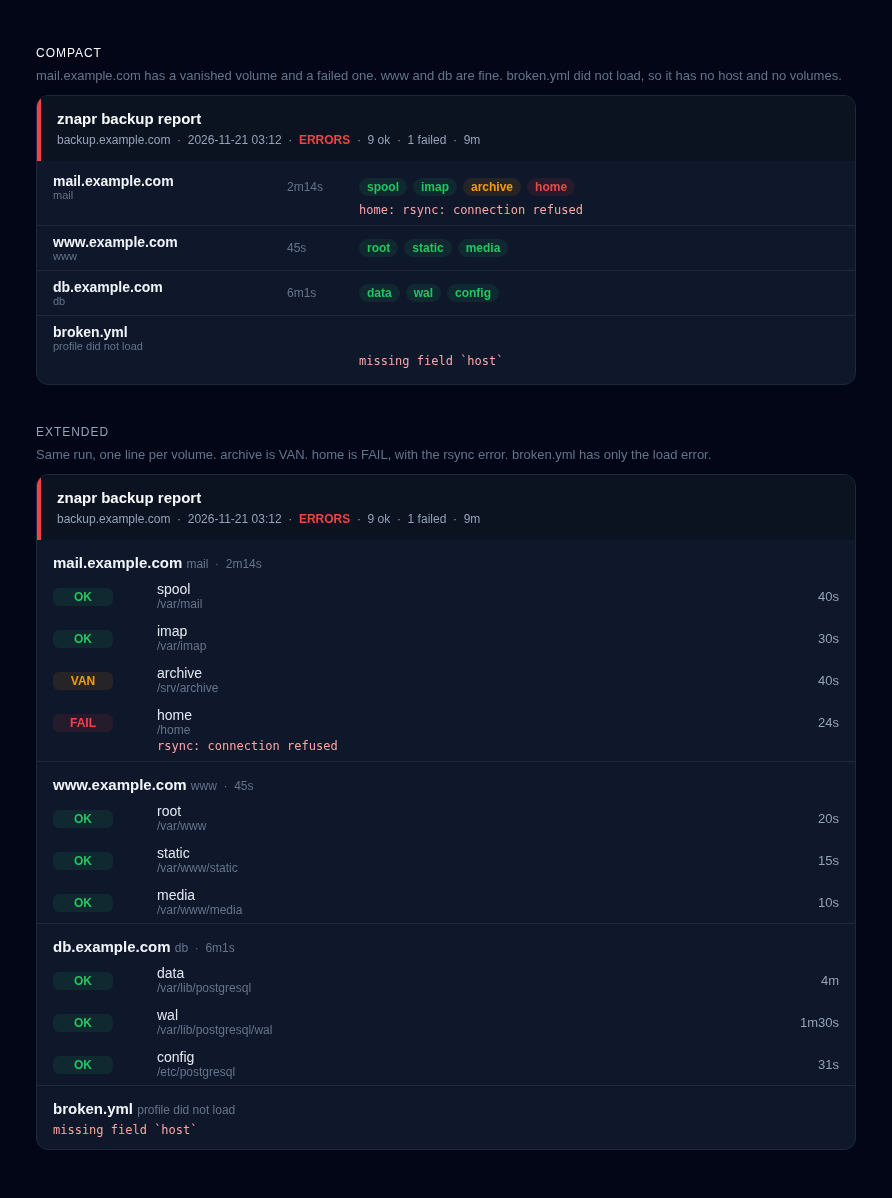 COMPACT
mail.example.com has a vanished volume and a failed one. www and db are fine. broken.yml did not load, so it has no host and no volumes.
znapr backup report
backup.example.com · 2026-11-21 03:12 · ERRORS · 9 ok · 1 failed · 9m
mail.example.com 2m14s spool imap archive home
mail
home: rsync: connection refused
www.example.com 45s root static media
www
db.example.com 6m1s data wal config
db
broken.yml
profile did not load
missing field `host`
EXTENDED
Same run, one line per volume. archive is VAN. home is FAIL, with the rsync error. broken.yml has only the load error.
znapr backup report
backup.example.com · 2026-11-21 03:12 · ERRORS · 9 ok · 1 failed · 9m
mail.example.com mail · 2m14s
OK spool 40s
/var/mail
OK imap 30s
/var/imap
VAN archive 40s
/srv/archive
FAIL home 24s
/home
rsync: connection refused
www.example.com www · 45s
OK root 20s
/var/www
OK static 15s
/var/www/static
OK media 10s
/var/www/media
db.example.com db · 6m1s
OK data 4m
/var/lib/postgresql
OK wal 1m30s
/var/lib/postgresql/wal
OK config 31s
/etc/postgresql
broken.yml profile did not load
missing field `host`